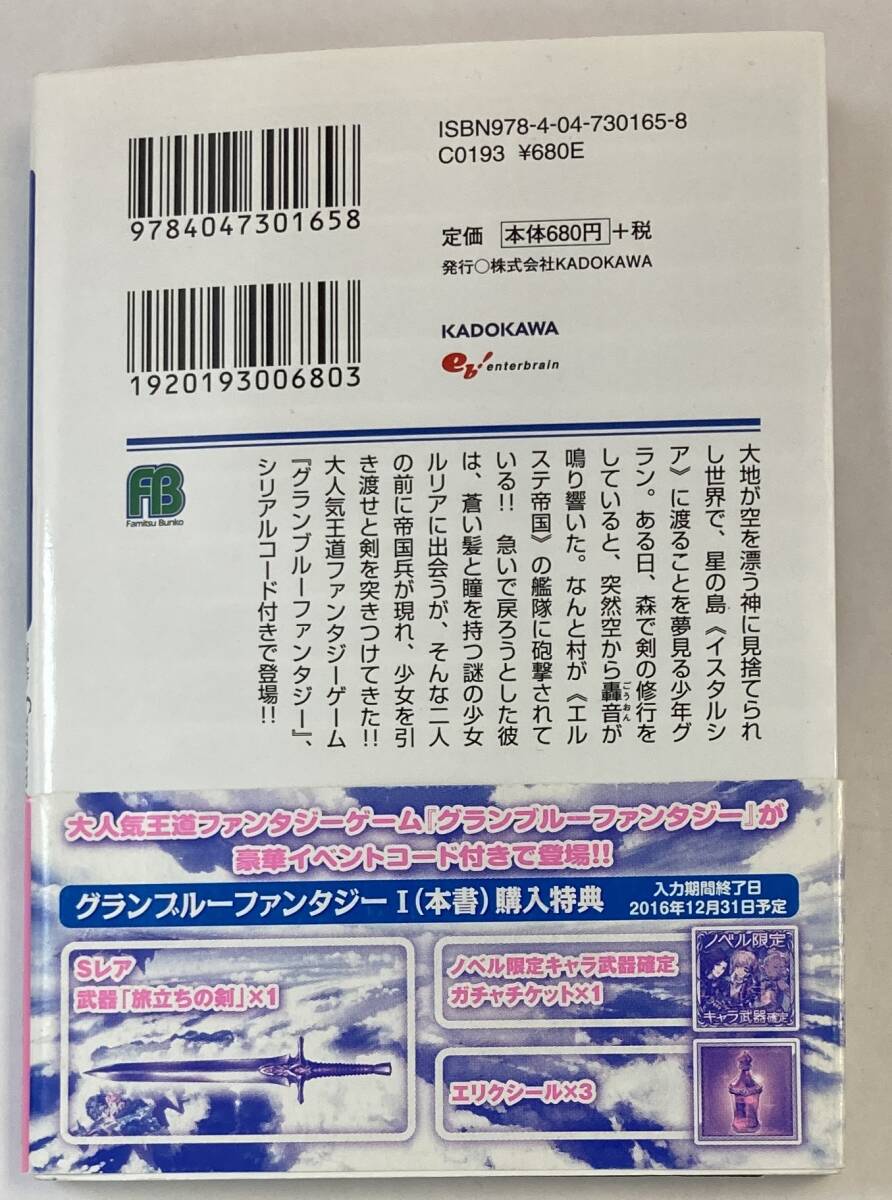 ISBN978-4-04-730165-8
C0193 ¥680E
9784047301658
定価 本体680円+税
発行○株式会社KADOKAWA
1920193006803
KADOKAWA
eb! enterbrain
FB
Famitsu Bunko
大地が空を漂う神に見捨てられ
し世界で、星の島《イスタルシ
ア》に渡ることを夢見る少年グ
ラン。ある日、森で剣の修行を
していると、突然空から轟音が
ごうおん
鳴り響いた。なんと村が《エル
ステ帝国》の艦隊に砲撃されて
いる!! 急いで戻ろうとした彼
は、蒼い髪と瞳を持つ謎の少女
ルリアに出会うが、そんな二人
の前に帝国兵が現れ、少女を引
き渡せと剣を突きつけてきた!!
大人気王道ファンタジーゲーム
『グランブルーファンタジー』、
シリアルコード付きで登場!!
大人気王道ファンタジーゲーム『グランブルーファンタジー』が
豪華イベントコード付きで登場!!
グランブルーファンタジーⅠ(本書)購入特典
入力期間終了日
2016年12月31日予定
Sレア
武器「旅立ちの剣」×1
ノベル限定キャラ武器確定
ガチャチケット×1
ノベル限定
キャラ武器確定
エリクシール×3